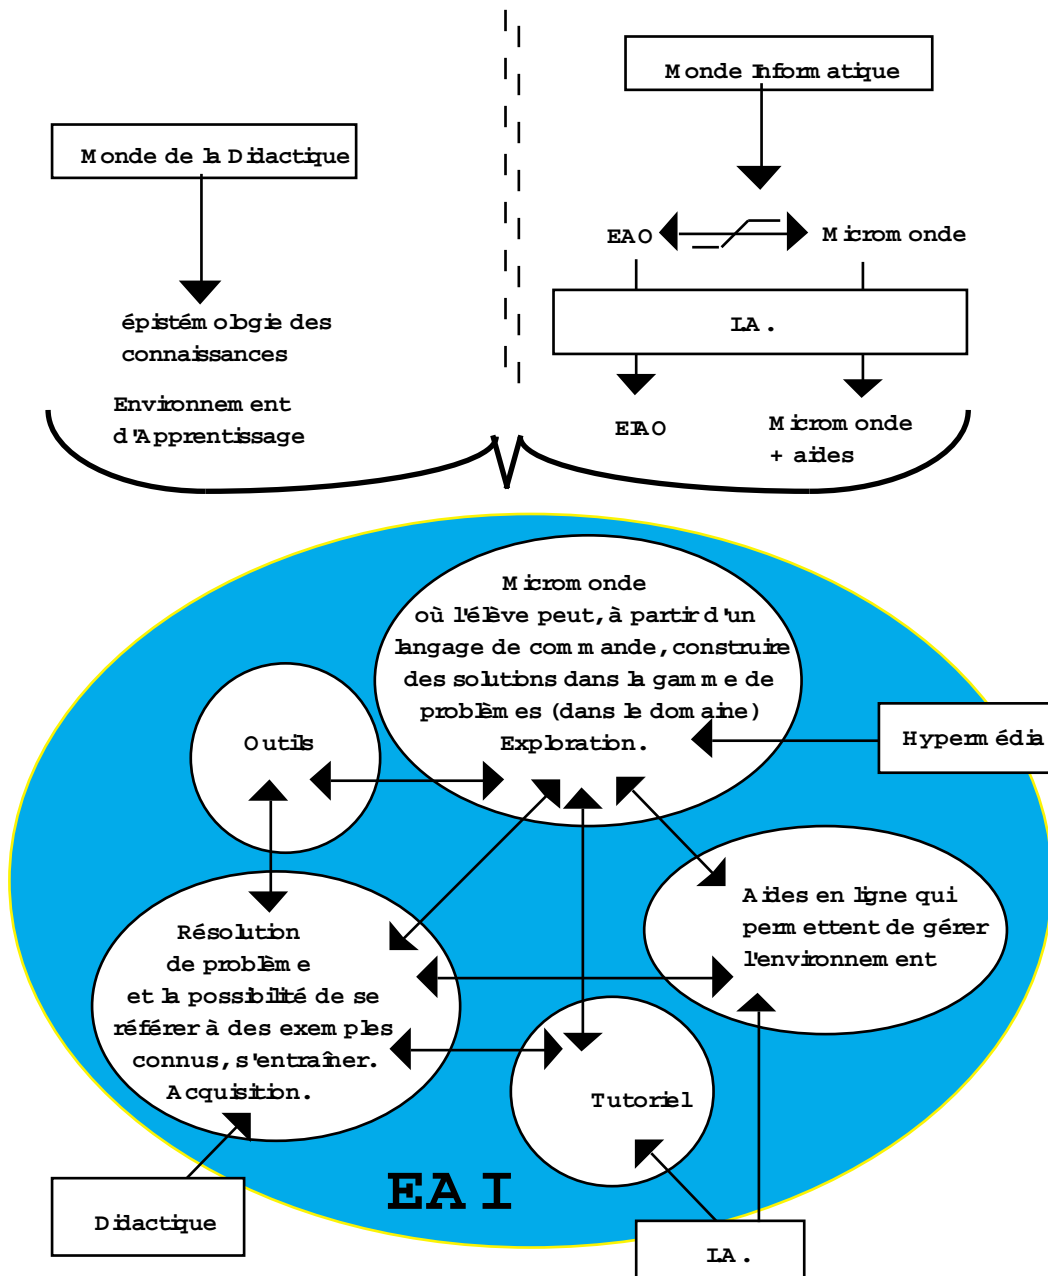 Monde Informatique
Monde de la Didactique
EAO
Micromonde
I.A.
épistémologie des
connaissances
Environnement
d'Apprentissage
EIAO
Micromonde
+ aides
Micromonde
où l'élève peut, à partir d'un
langage de commande, construire
des solutions dans la gamme de
problèmes (dans le domaine)
Exploration.
Outils
Hypermédia
Aides en ligne qui
permettent de gérer
l'environnement
Résolution
de problème
et la possibilité de se
référer à des exemples
connus, s'entraîner.
Acquisition.
Tutoriel
EAI
Didactique
I.A.